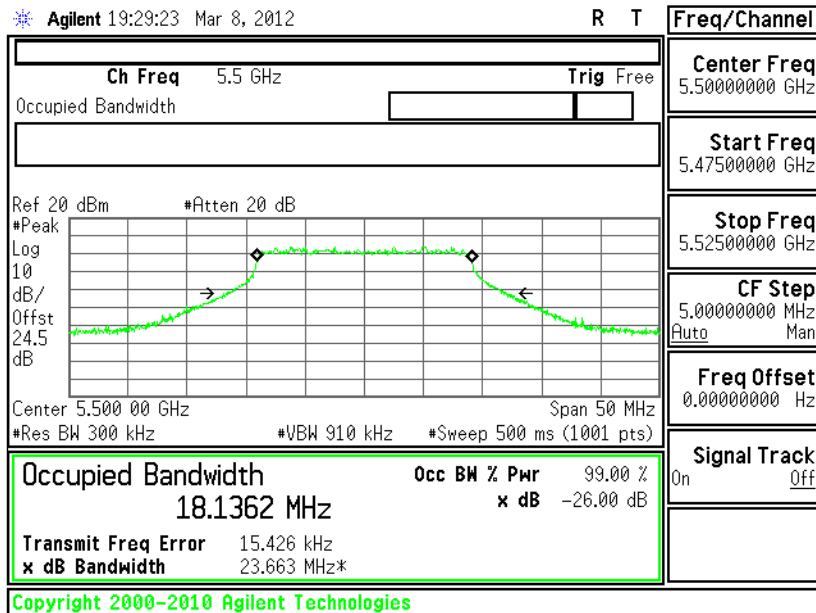 Agilent 19:29:23 Mar 8, 2012 R T
Ch Freq 5.5 GHz Trig Free
Occupied Bandwidth
Ref 20 dBm #Atten 20 dB
#Peak
Log
10
dB/
Offst
24.5
dB
Center 5.500 00 GHz Span 50 MHz
#Res BW 300 kHz #VBW 910 kHz #Sweep 500 ms (1001 pts)
Occupied Bandwidth Occ BW % Pwr 99.00 %
18.1362 MHz x dB -26.00 dB
Transmit Freq Error 15.426 kHz
x dB Bandwidth 23.663 MHz*
Copyright 2000-2010 Agilent Technologies
Freq/Channel
Center Freq
5.50000000 GHz
Start Freq
5.47500000 GHz
Stop Freq
5.52500000 GHz
CF Step
5.00000000 MHz
Auto Man
Freq Offset
0.00000000 Hz
Signal Track
On Off